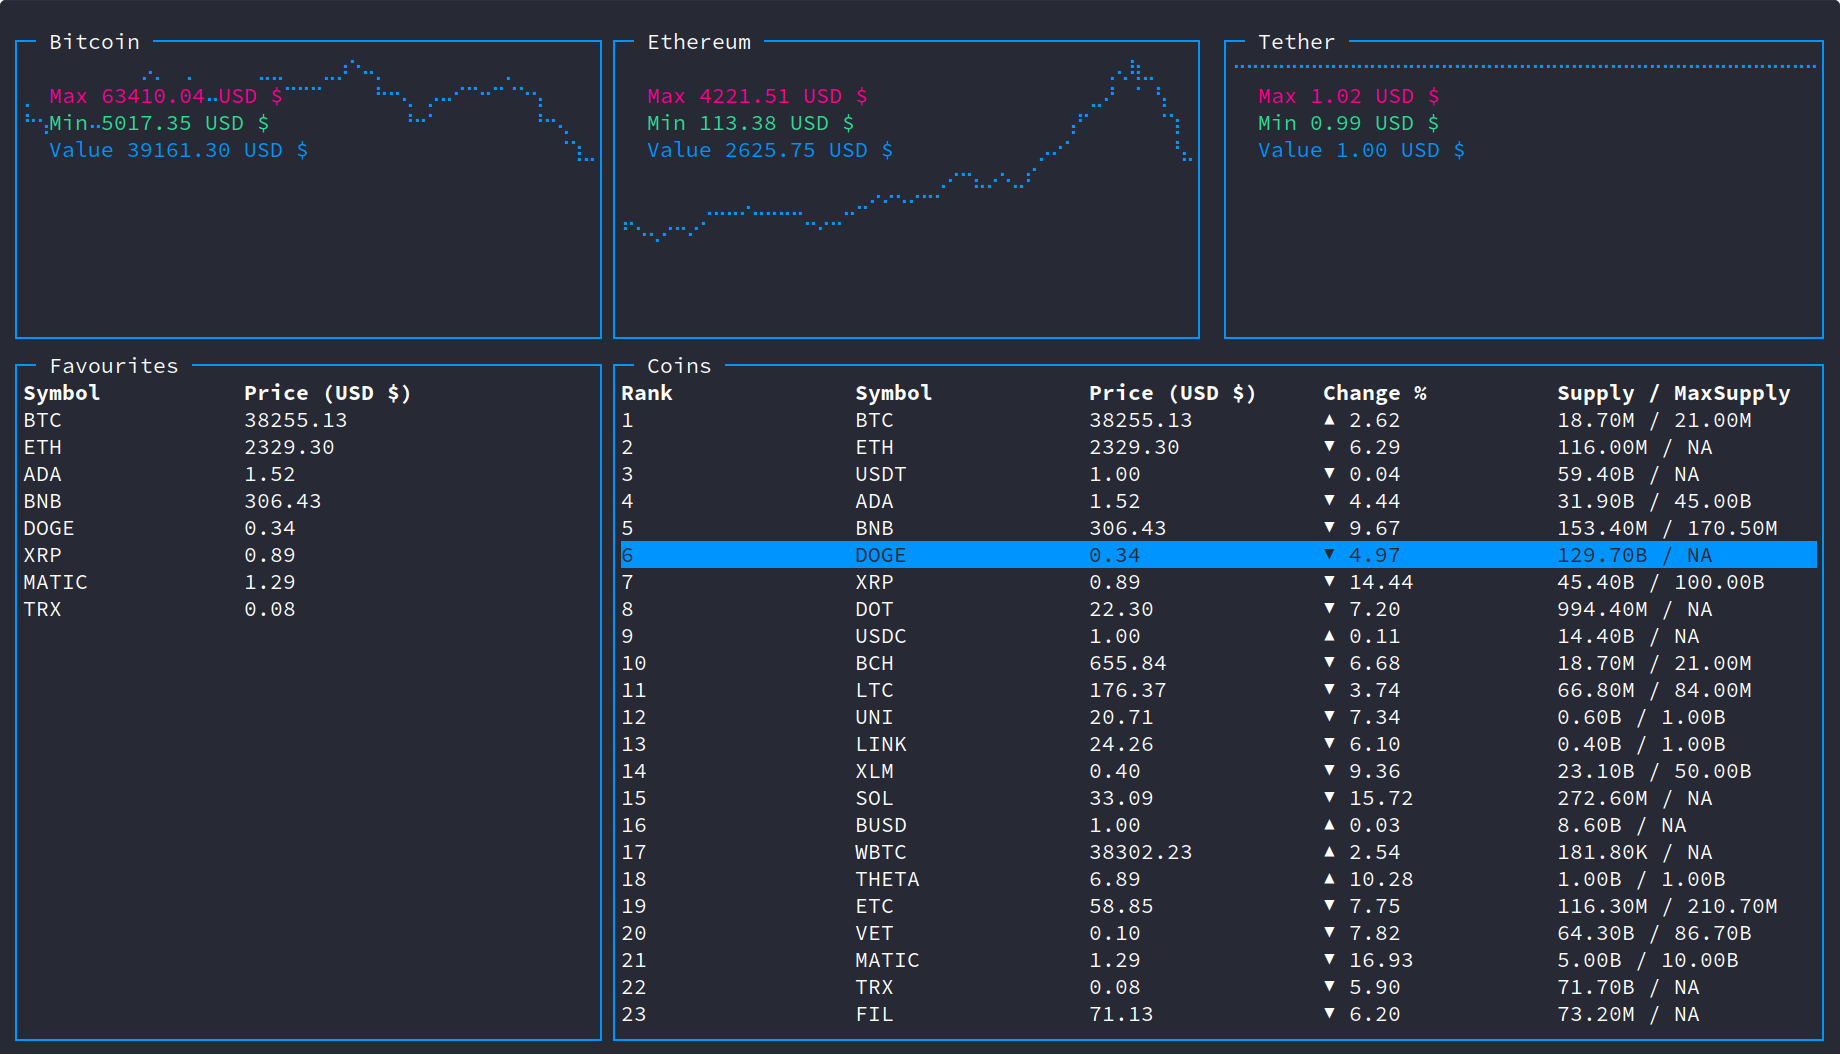 Bitcoin
Max 63410.04 USD $
Min 5017.35 USD $
Value 39161.30 USD $
Ethereum
Max 4221.51 USD $
Min 113.38 USD $
Value 2625.75 USD $
Tether
Max 1.02 USD $
Min 0.99 USD $
Value 1.00 USD $
Favourites
Symbol Price (USD $)
BTC 38255.13
ETH 2329.30
ADA 1.52
BNB 306.43
DOGE 0.34
XRP 0.89
MATIC 1.29
TRX 0.08
Coins
Rank Symbol Price (USD $) Change % Supply / MaxSupply
1 BTC 38255.13 ▲ 2.62 18.70M / 21.00M
2 ETH 2329.30 ▼ 6.29 116.00M / NA
3 USDT 1.00 ▼ 0.04 59.40B / NA
4 ADA 1.52 ▼ 4.44 31.90B / 45.00B
5 BNB 306.43 ▼ 9.67 153.40M / 170.50M
6 DOGE 0.34 ▼ 4.97 129.70B / NA
7 XRP 0.89 ▼ 14.44 45.40B / 100.00B
8 DOT 22.30 ▼ 7.20 994.40M / NA
9 USDC 1.00 ▲ 0.11 14.40B / NA
10 BCH 655.84 ▼ 6.68 18.70M / 21.00M
11 LTC 176.37 ▼ 3.74 66.80M / 84.00M
12 UNI 20.71 ▼ 7.34 0.60B / 1.00B
13 LINK 24.26 ▼ 6.10 0.40B / 1.00B
14 XLM 0.40 ▼ 9.36 23.10B / 50.00B
15 SOL 33.09 ▼ 15.72 272.60M / NA
16 BUSD 1.00 ▲ 0.03 8.60B / NA
17 WBTC 38302.23 ▲ 2.54 181.80K / NA
18 THETA 6.89 ▲ 10.28 1.00B / 1.00B
19 ETC 58.85 ▼ 7.75 116.30M / 210.70M
20 VET 0.10 ▼ 7.82 64.30B / 86.70B
21 MATIC 1.29 ▼ 16.93 5.00B / 10.00B
22 TRX 0.08 ▼ 5.90 71.70B / NA
23 FIL 71.13 ▼ 6.20 73.20M / NA